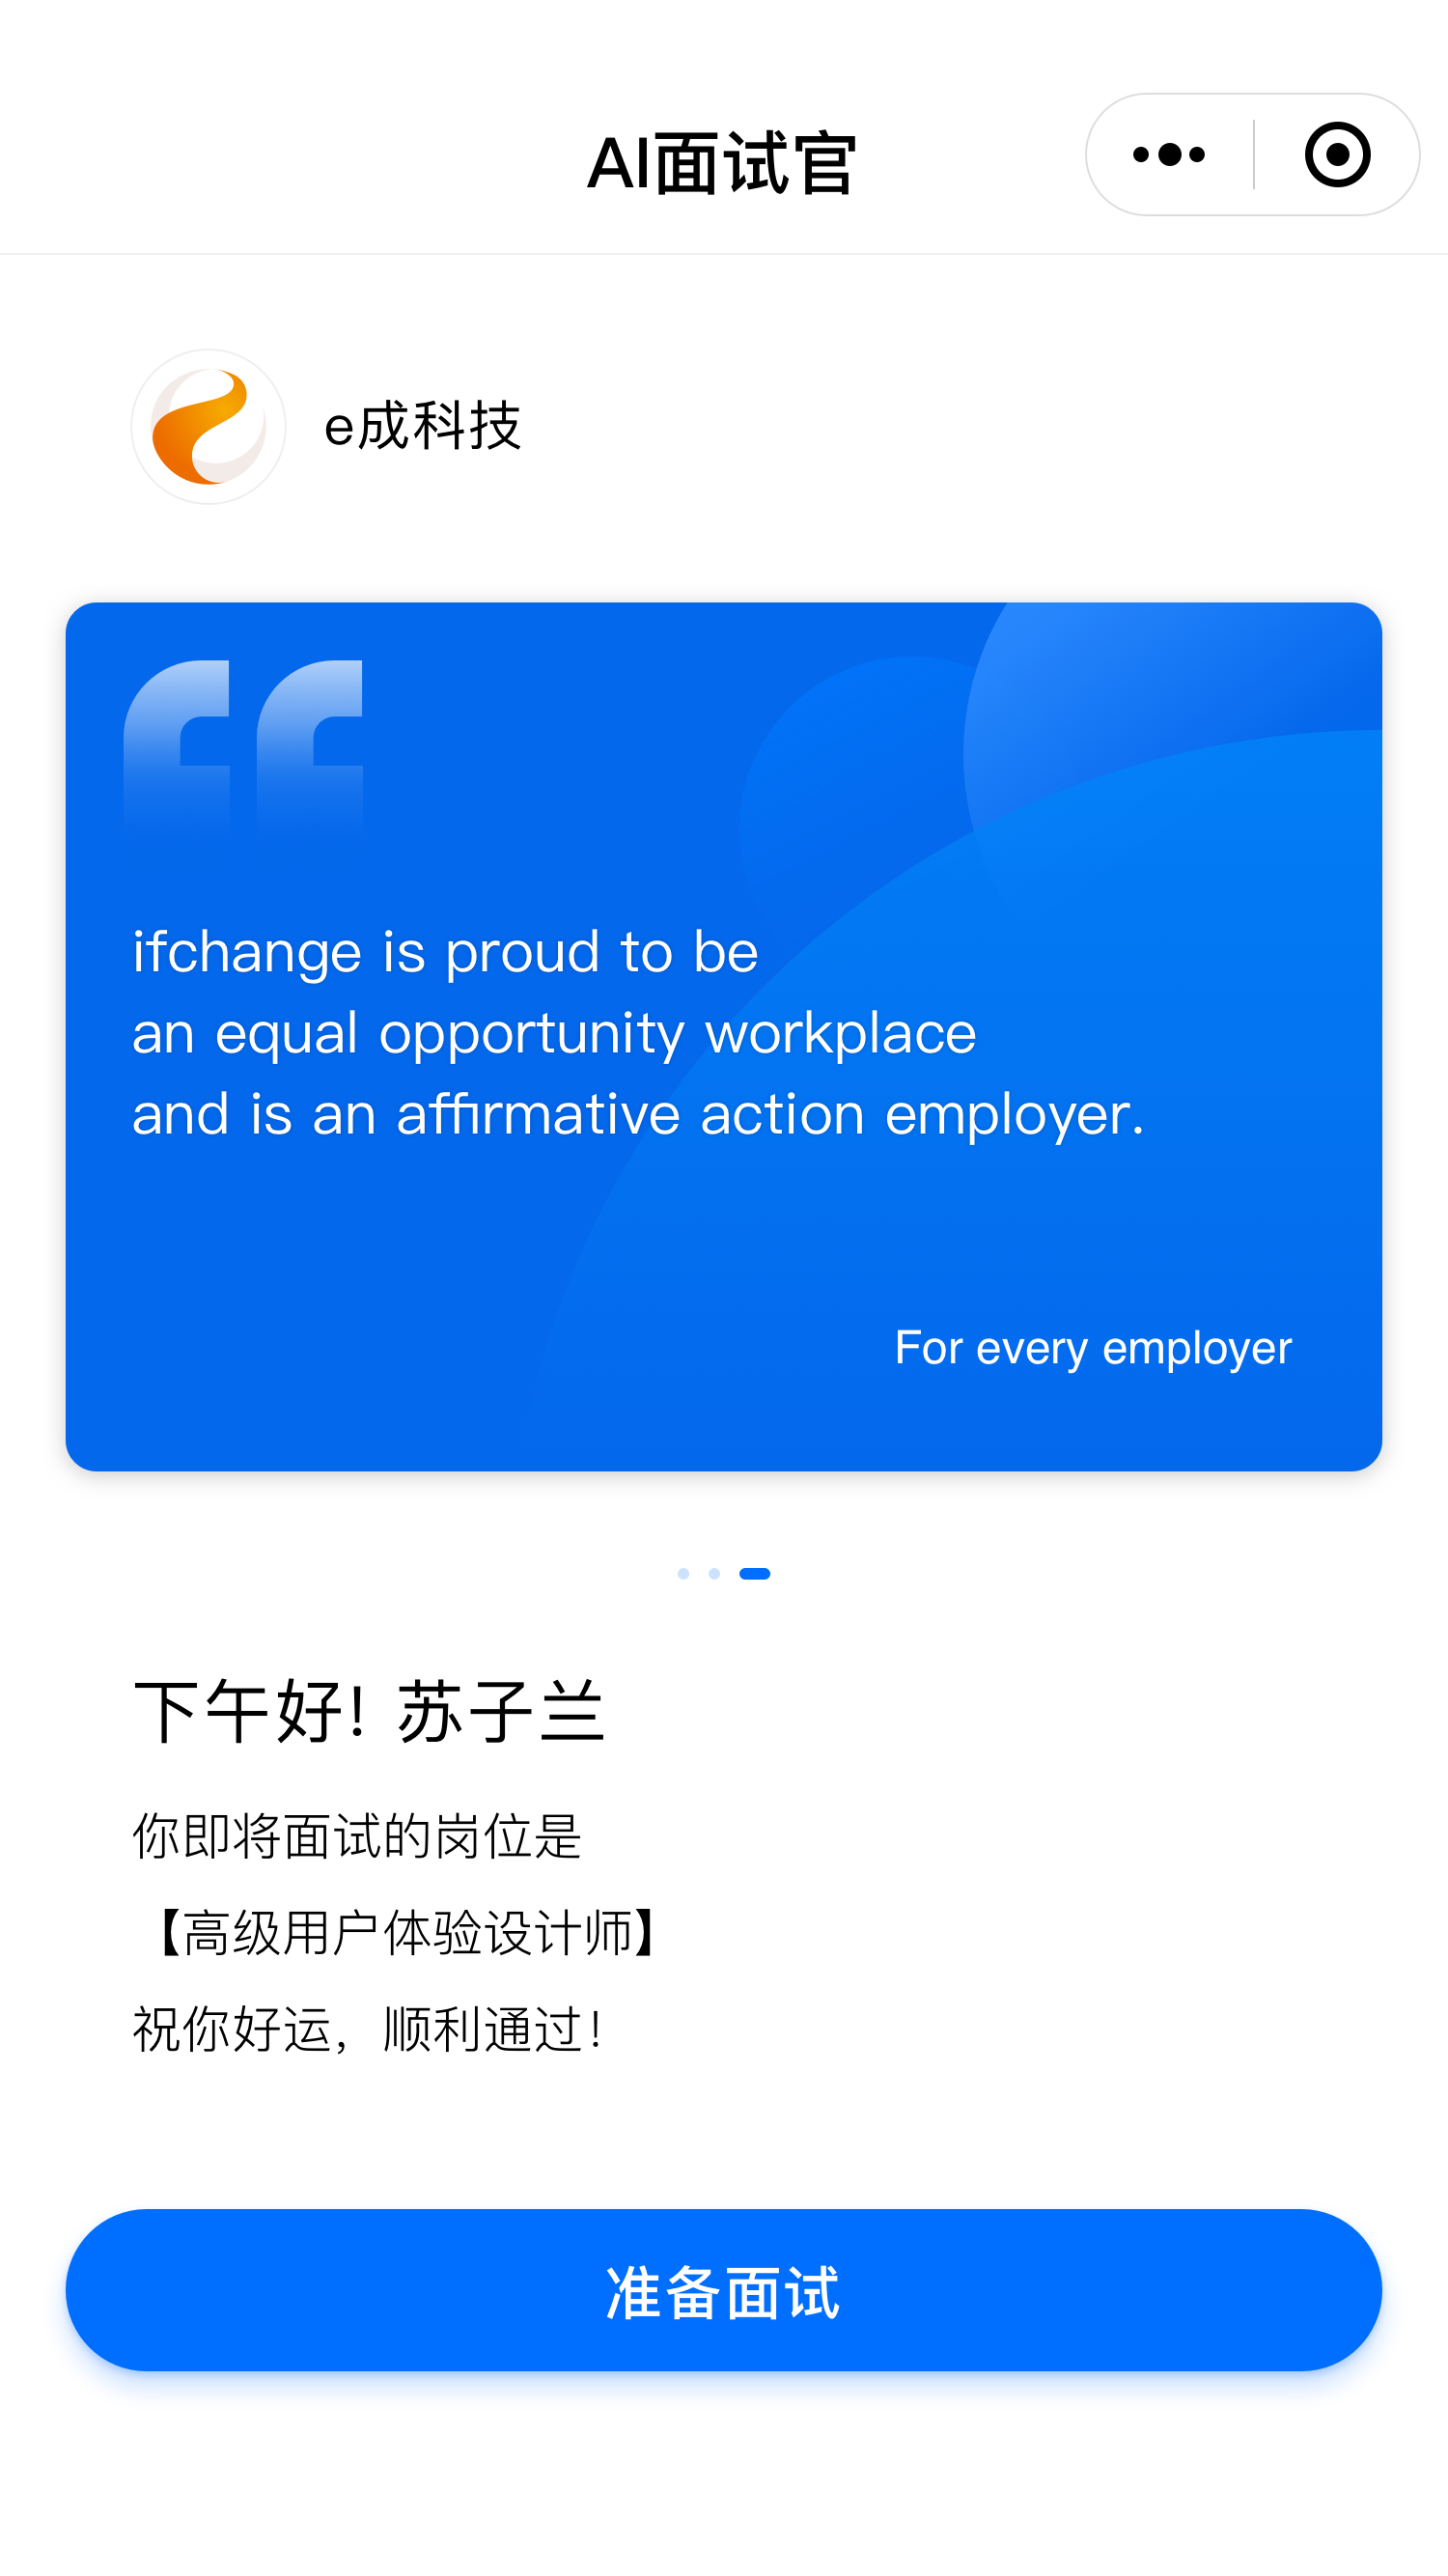 AI面试官
e成科技
ifchange is proud to be
an equal opportunity workplace
and is an affirmative action employer.
For every employer
下午好！苏子兰
你即将面试的岗位是
【高级用户体验设计师】
祝你好运，顺利通过！
准备面试